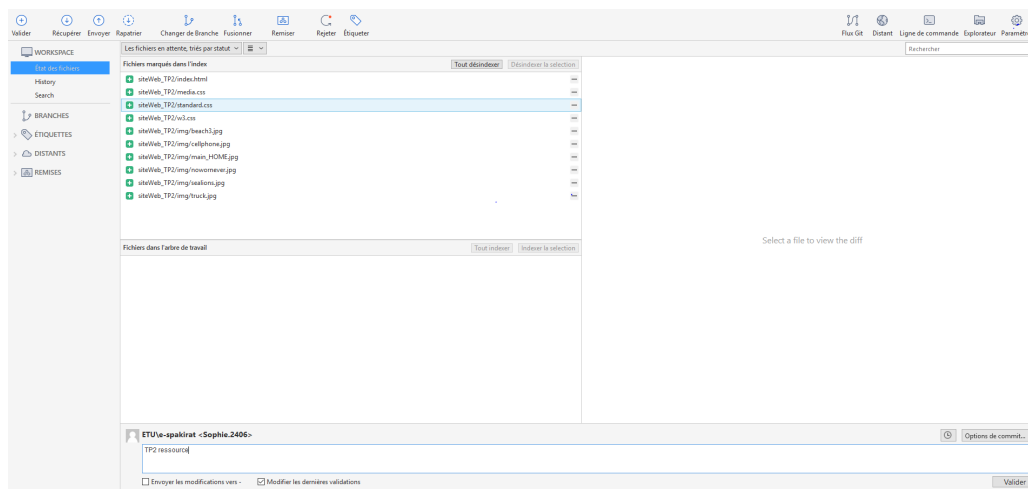 Valider Récupérer Envoyer Rapatrier Changer de Branche Fusionner Remiser Rejeter Étiqueter Flux Git Distant Ligne de commande Explorateur Paramètre
WORKSPACE
État des fichiers
History
Search
BRANCHES
ÉTIQUETTES
DISTANTS
REMISES
Les fichiers en attente, triés par statut
Rechercher
Fichiers marqués dans l'index Tout désindexer Désindexer la selection
siteWeb_TP2/index.html
siteWeb_TP2/media.css
siteWeb_TP2/standard.css
siteWeb_TP2/w3.css
siteWeb_TP2/img/beach3.jpg
siteWeb_TP2/img/cellphone.jpg
siteWeb_TP2/img/main_HOME.jpg
siteWeb_TP2/img/nowornever.jpg
siteWeb_TP2/img/sealions.jpg
siteWeb_TP2/img/truck.jpg
Select a file to view the diff
Fichiers dans l'arbre de travail Tout indexer Indexer la selection
ETU\e-spakirat <Sophie.2406>
Options de commit...
TP2 ressource
Envoyer les modifications vers - Modifier les dernières validations
Valider